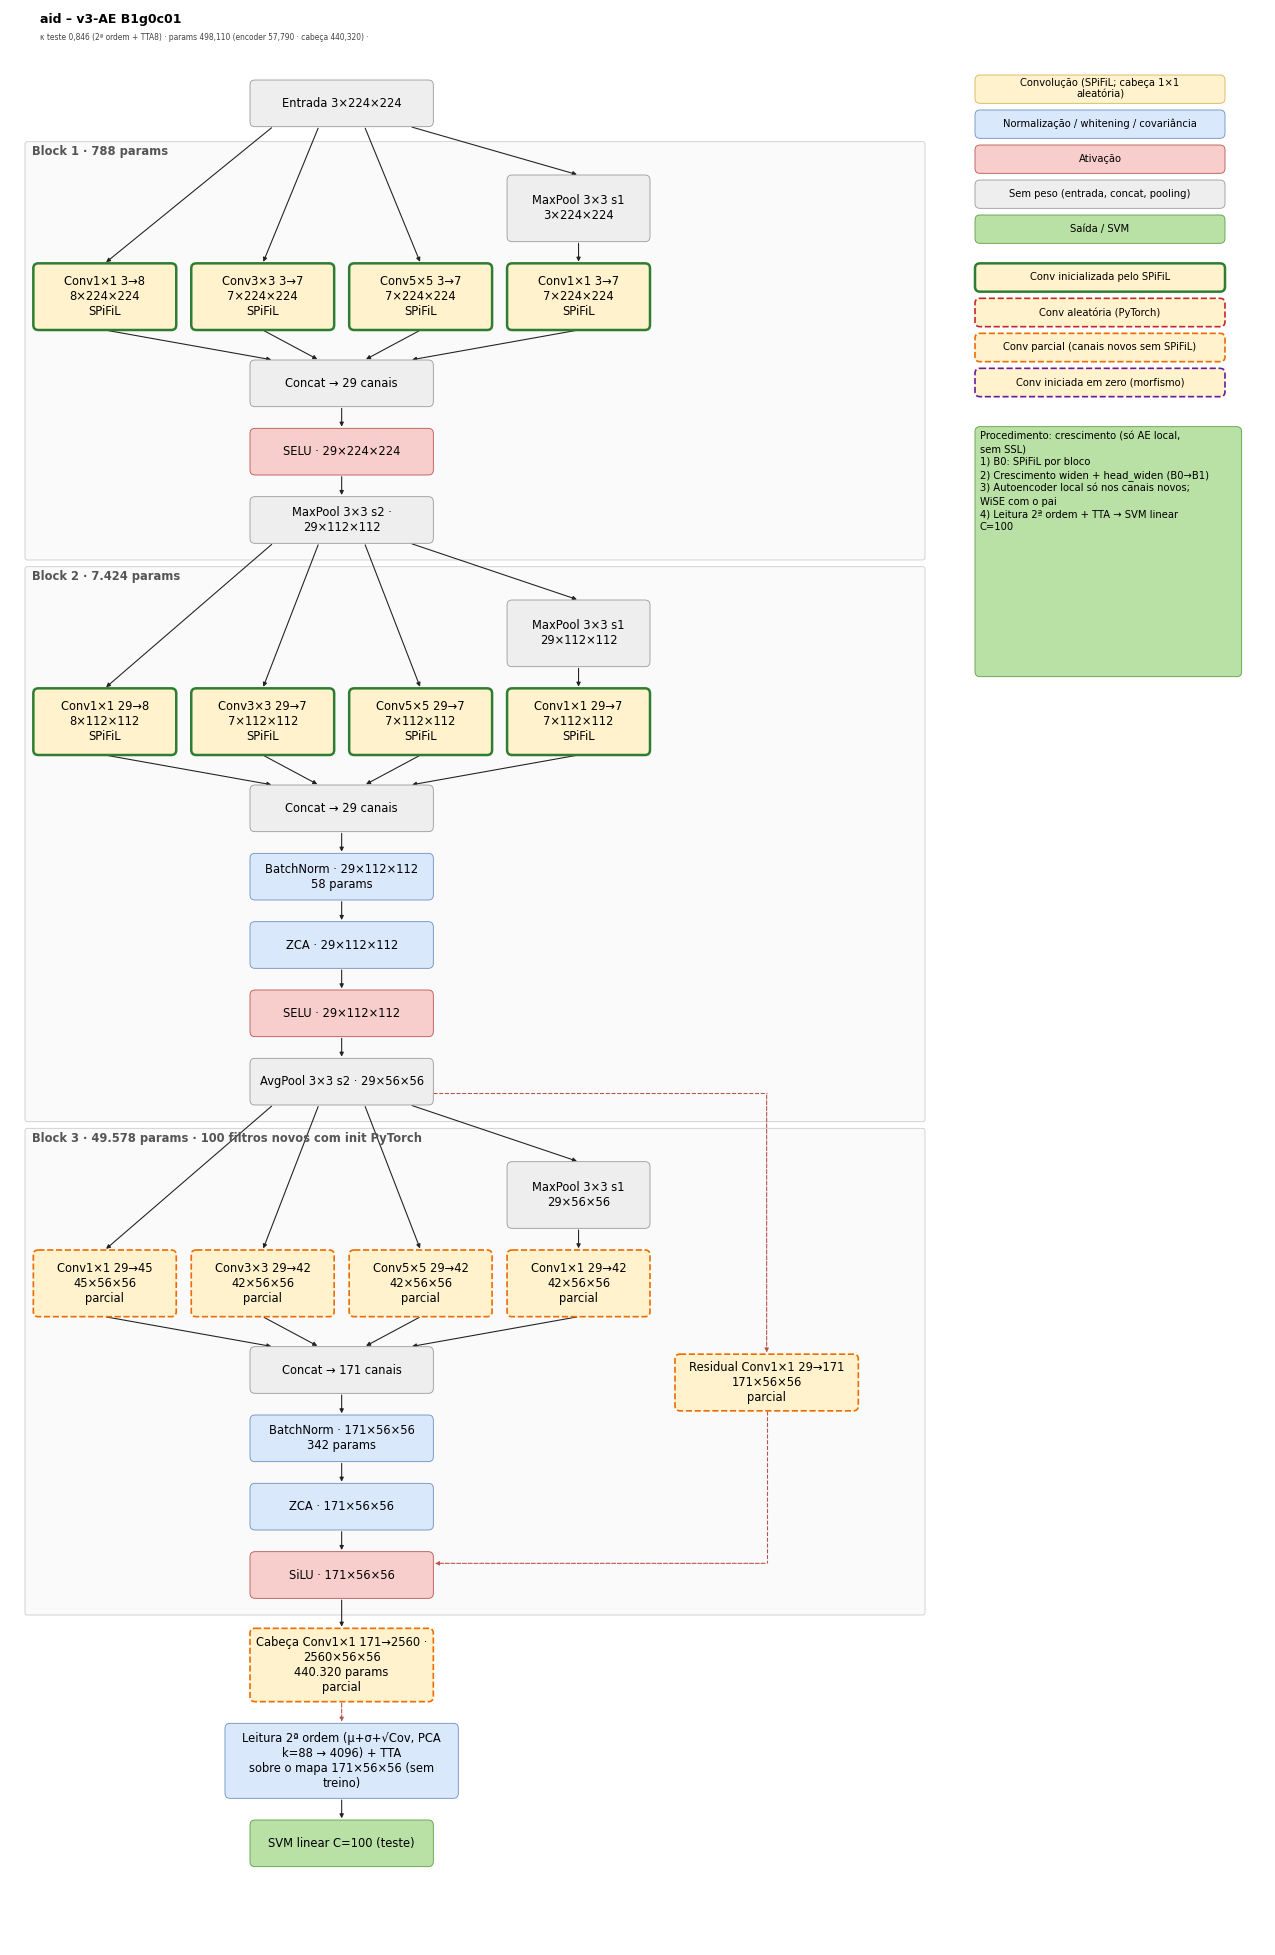 aid – v3-AE B1g0c01
κ teste 0,846 (2ª ordem + TTA8) · params 498,110 (encoder 57,790 · cabeça 440,320) ·
Entrada 3×224×224
Block 1 · 788 params
MaxPool 3×3 s1
3×224×224
Conv1×1 3→8
8×224×224
SPiFiL
Conv3×3 3→7
7×224×224
SPiFiL
Conv5×5 3→7
7×224×224
SPiFiL
Conv1×1 3→7
7×224×224
SPiFiL
Concat → 29 canais
SELU · 29×224×224
MaxPool 3×3 s2 ·
29×112×112
Block 2 · 7.424 params
MaxPool 3×3 s1
29×112×112
Conv1×1 29→8
8×112×112
SPiFiL
Conv3×3 29→7
7×112×112
SPiFiL
Conv5×5 29→7
7×112×112
SPiFiL
Conv1×1 29→7
7×112×112
SPiFiL
Concat → 29 canais
BatchNorm · 29×112×112
58 params
ZCA · 29×112×112
SELU · 29×112×112
AvgPool 3×3 s2 · 29×56×56
Block 3 · 49.578 params · 100 filtros novos com init PyTorch
MaxPool 3×3 s1
29×56×56
Conv1×1 29→45
45×56×56
parcial
Conv3×3 29→42
42×56×56
parcial
Conv5×5 29→42
42×56×56
parcial
Conv1×1 29→42
42×56×56
parcial
Concat → 171 canais
Residual Conv1×1 29→171
171×56×56
parcial
BatchNorm · 171×56×56
342 params
ZCA · 171×56×56
SiLU · 171×56×56
Cabeça Conv1×1 171→2560 ·
2560×56×56
440.320 params
parcial
Leitura 2ª ordem (μ+σ+√Cov, PCA
k=88 → 4096) + TTA
sobre o mapa 171×56×56 (sem
treino)
SVM linear C=100 (teste)
Convolução (SPiFiL; cabeça 1×1
aleatória)
Normalização / whitening / covariância
Ativação
Sem peso (entrada, concat, pooling)
Saída / SVM
Conv inicializada pelo SPiFiL
Conv aleatória (PyTorch)
Conv parcial (canais novos sem SPiFiL)
Conv iniciada em zero (morfismo)
Procedimento: crescimento (só AE local,
sem SSL)
1) B0: SPiFiL por bloco
2) Crescimento widen + head_widen (B0→B1)
3) Autoencoder local só nos canais novos;
WiSE com o pai
4) Leitura 2ª ordem + TTA → SVM linear
C=100